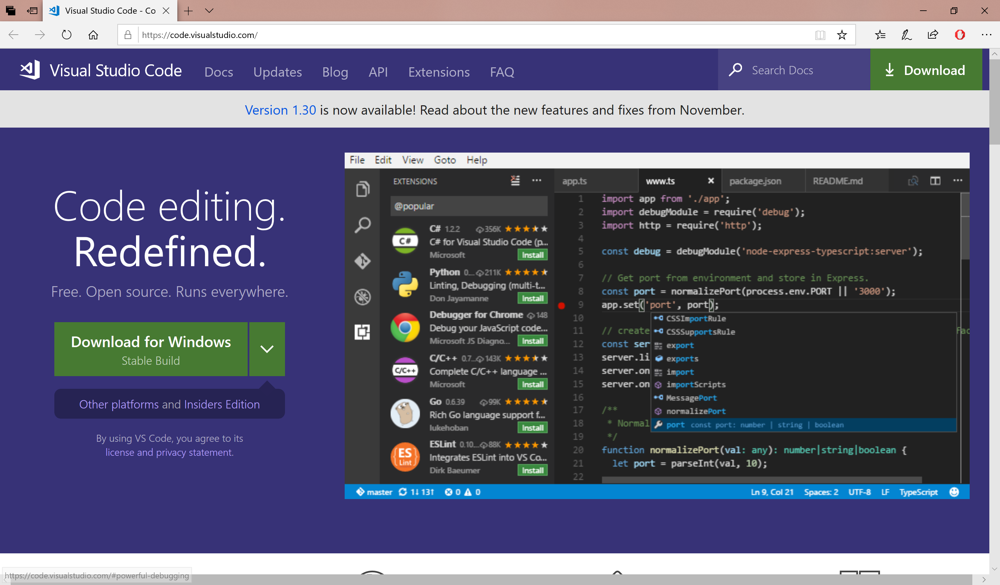 Visual Studio Code - Co
https://code.visualstudio.com/
Visual Studio Code
Docs
Updates
Blog
API
Extensions
FAQ
Search Docs
Download
Version 1.30 is now available! Read about the new features and fixes from November.
Code editing.
Redefined.
Free. Open source. Runs everywhere.
Download for Windows
Stable Build
Other platforms and Insiders Edition
By using VS Code, you agree to its
license and privacy statement.
File Edit View Goto Help
EXTENSIONS
@popular
C# 1.2.2 356K
C# for Visual Studio Code (p...
Microsoft Install
C#
Python 0.... 211K
Linting, Debugging (multi-t...
Don Jayamanne Install
Debugger for Chrome 148
Debug your JavaScript code...
Microsoft JS Diagno... Install
C/C++ 0.7... 143K
Complete C/C++ language ...
Microsoft Install
C/C++
Go 0.6.39 99K
Rich Go language support f...
lukehoban Install
ESLint 0.10.... 88K
Integrates ESLint into VS Co...
Dirk Baeumer Install
{ES}
Lint
app.ts
www.ts
package.json
README.md
1 import app from './app';
2 import debugModule = require('debug');
3 import http = require('http');
4
5 const debug = debugModule('node-express-typescript:server');
6
7 // Get port from environment and store in Express.
8 const port = normalizePort(process.env.PORT || '3000');
9 app.set('port', port);
10
11 // create fac
12 const ser
13 server.li
14 server.on
15 server.on
16
17 /**
18 * Normal
19 */
20 function normalizePort(val: any): number|string|boolean {
21 let port = parseInt(val, 10);
22
CSSImportRule
CSSSupportsRule
export
exports
import
importScripts
MessagePort
normalizePort
port const port: number | string | boolean
master 1↓ 13↑ 0 0
Ln 9, Col 21 Spaces: 2 UTF-8 LF TypeScript
https://code.visualstudio.com/#powerful-debugging